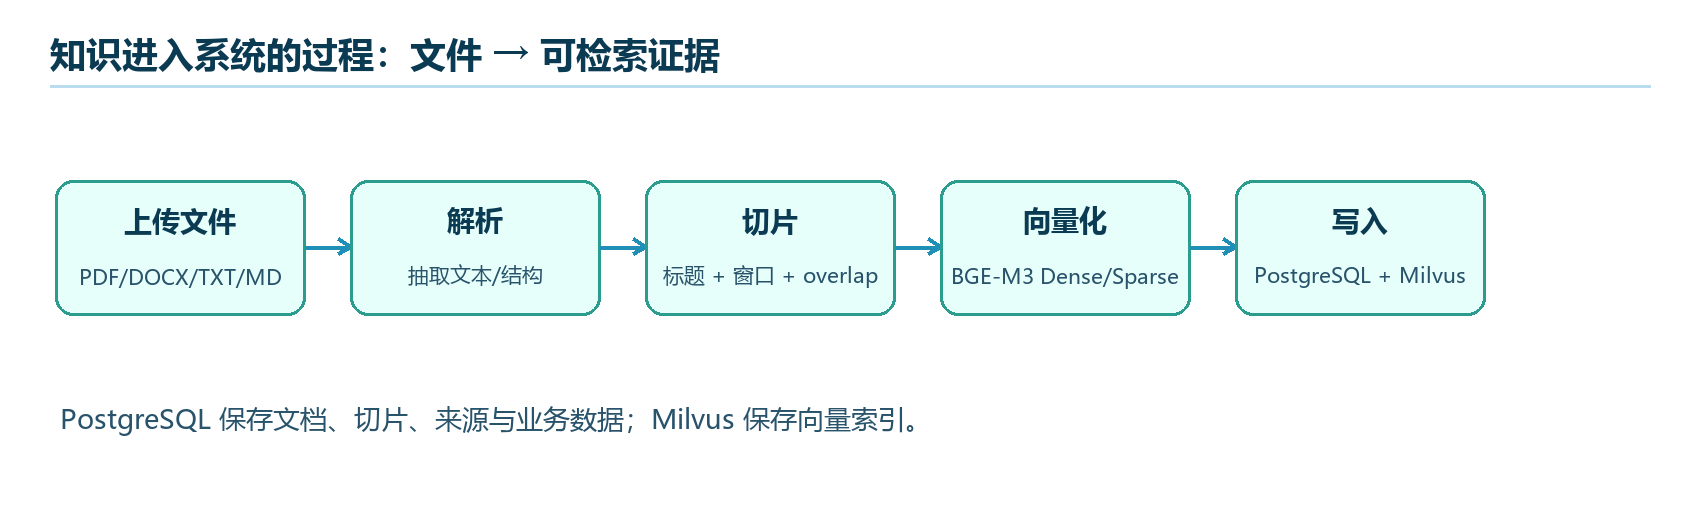 知识进入系统的过程：文件 → 可检索证据
上传文件
PDF/DOCX/TXT/MD
解析
抽取文本/结构
切片
标题 + 窗口 + overlap
向量化
BGE-M3 Dense/Sparse
写入
PostgreSQL + Milvus
PostgreSQL 保存文档、切片、来源与业务数据；Milvus 保存向量索引。